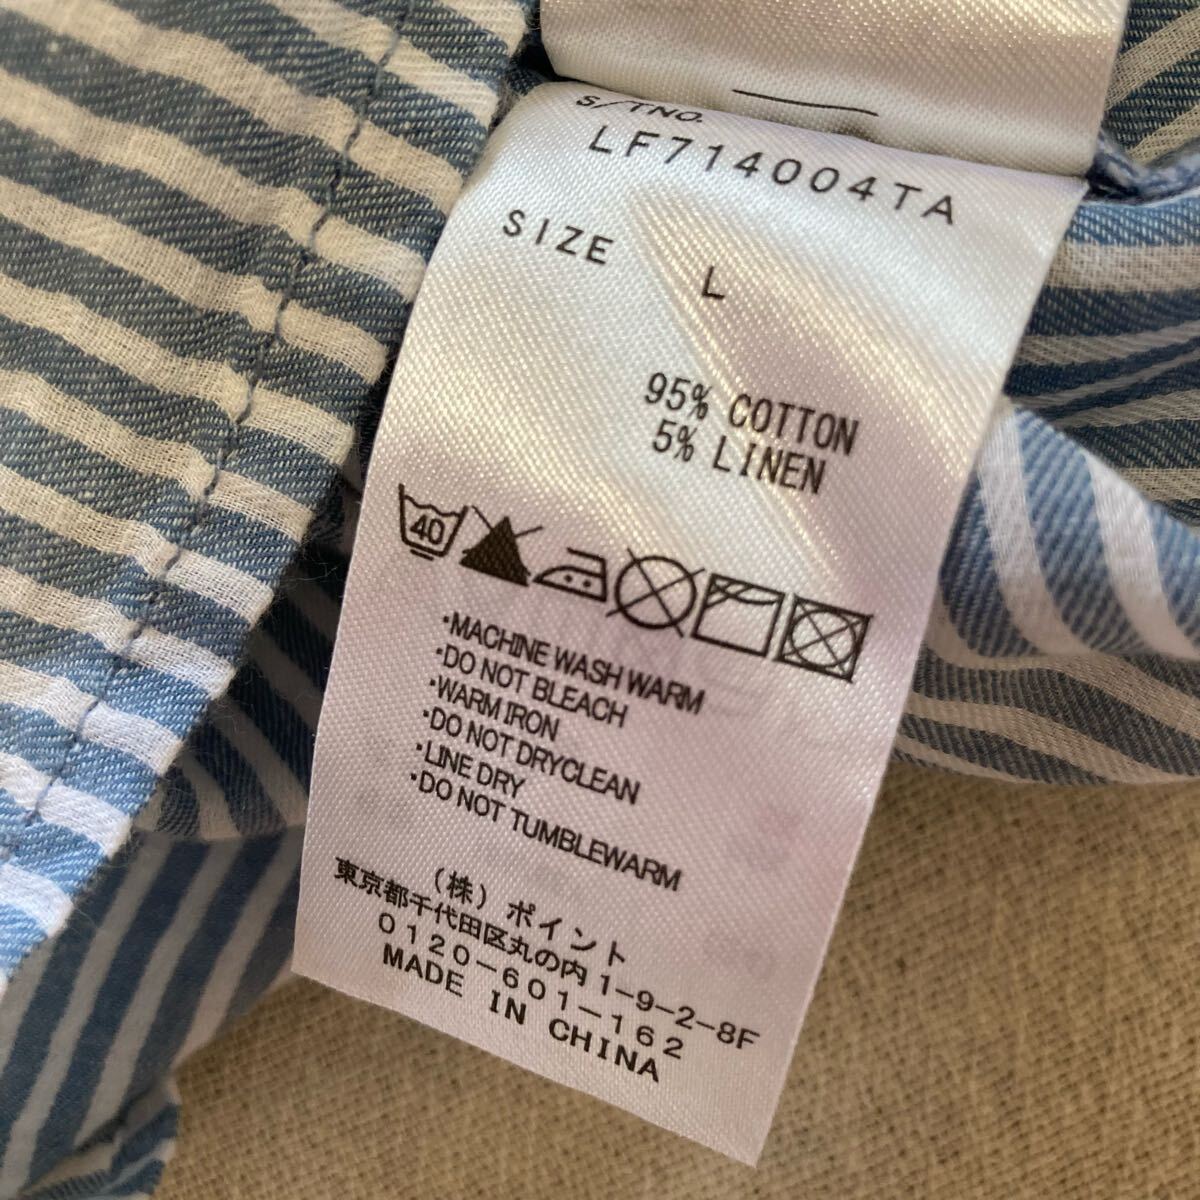 S/TNO.
LF714004TA
SIZE L
95% COTTON
5% LINEN
40
・MACHINE WASH WARM
・DO NOT BLEACH
・WARM IRON
・DO NOT DRYCLEAN
・LINE DRY
・DO NOT TUMBLEWARM
(株)ポイント
東京都千代田区丸の内1-9-2-8F
0120-601-162
MADE IN CHINA